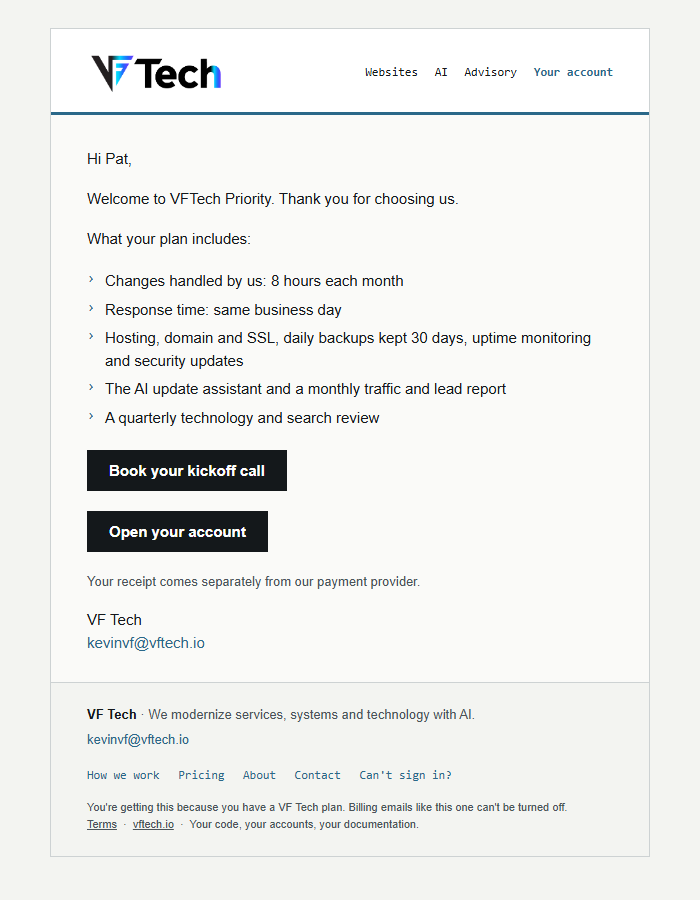 VF Tech
Websites AI Advisory Your account
Hi Pat,
Welcome to VFTech Priority. Thank you for choosing us.
What your plan includes:
› Changes handled by us: 8 hours each month
› Response time: same business day
› Hosting, domain and SSL, daily backups kept 30 days, uptime monitoring
and security updates
› The AI update assistant and a monthly traffic and lead report
› A quarterly technology and search review
Book your kickoff call
Open your account
Your receipt comes separately from our payment provider.
VF Tech
kevinvf@vftech.io
VF Tech · We modernize services, systems and technology with AI.
kevinvf@vftech.io
How we work Pricing About Contact Can't sign in?
You're getting this because you have a VF Tech plan. Billing emails like this one can't be turned off.
Terms · vftech.io · Your code, your accounts, your documentation.